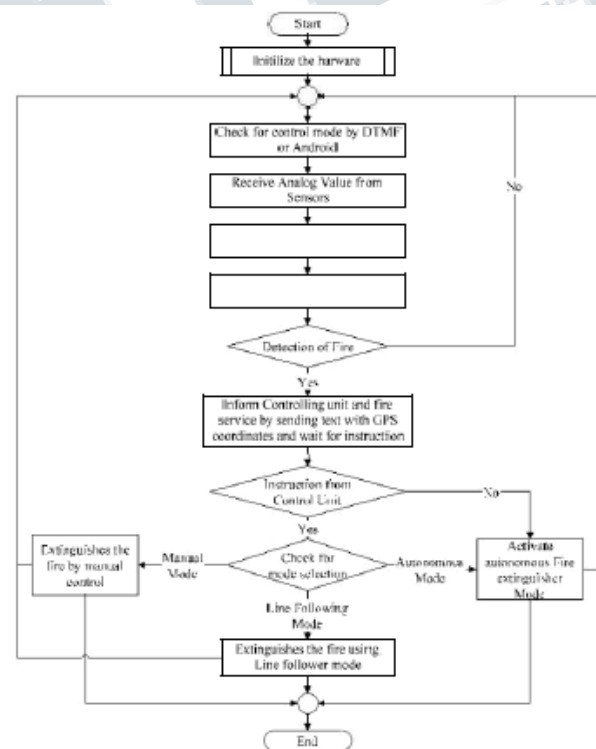 Start
Initilize the harware
Check for control mode by DTMF
or Android
Receive Analog Value from
Sensors
No
Detection of Fire
Yes
Inform Controlling unit and fire
service by sending text with GPS
coordinates and wait for instruction
Instruction from
Control Unit
No
Yes
Extinguishes the
fire by manual
control
Manual
Mode
Check for
mode selection
Autonomous
Mode
Activate
autonomous Fire
extinguisher
Mode
Line Following
Mode
Extinguishes the fire using
Line follower mode
End